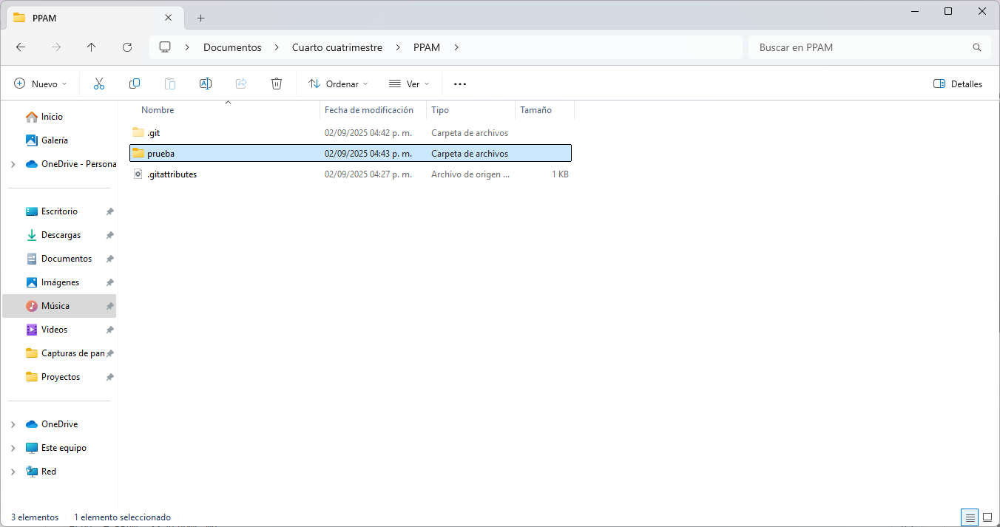 PPAM
Documentos Cuarto cuatrimestre PPAM
Buscar en PPAM
Nuevo
Ordenar
Ver
Detalles
Inicio
Galería
OneDrive - Persona
Escritorio
Descargas
Documentos
Imágenes
Música
Videos
Capturas de pan
Proyectos
OneDrive
Este equipo
Red
Nombre Fecha de modificación Tipo Tamaño
.git 02/09/2025 04:42 p. m. Carpeta de archivos
prueba 02/09/2025 04:43 p. m. Carpeta de archivos
.gitattributes 02/09/2025 04:27 p. m. Archivo de origen ... 1 KB
3 elementos 1 elemento seleccionado